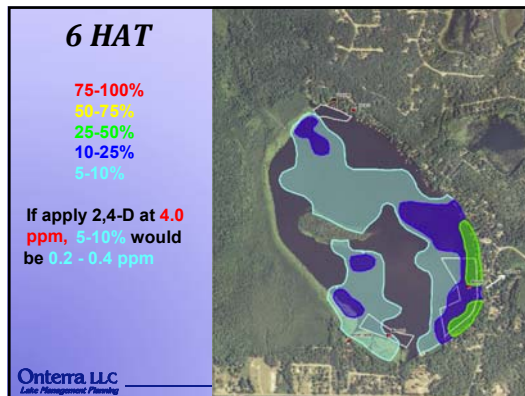 6 HAT
75-100%
50-75%
25-50%
10-25%
5-10%
If apply 2,4-D at 4.0
ppm, 5-10% would
be 0.2 - 0.4 ppm
Onterra LLC
Lake Management Planning